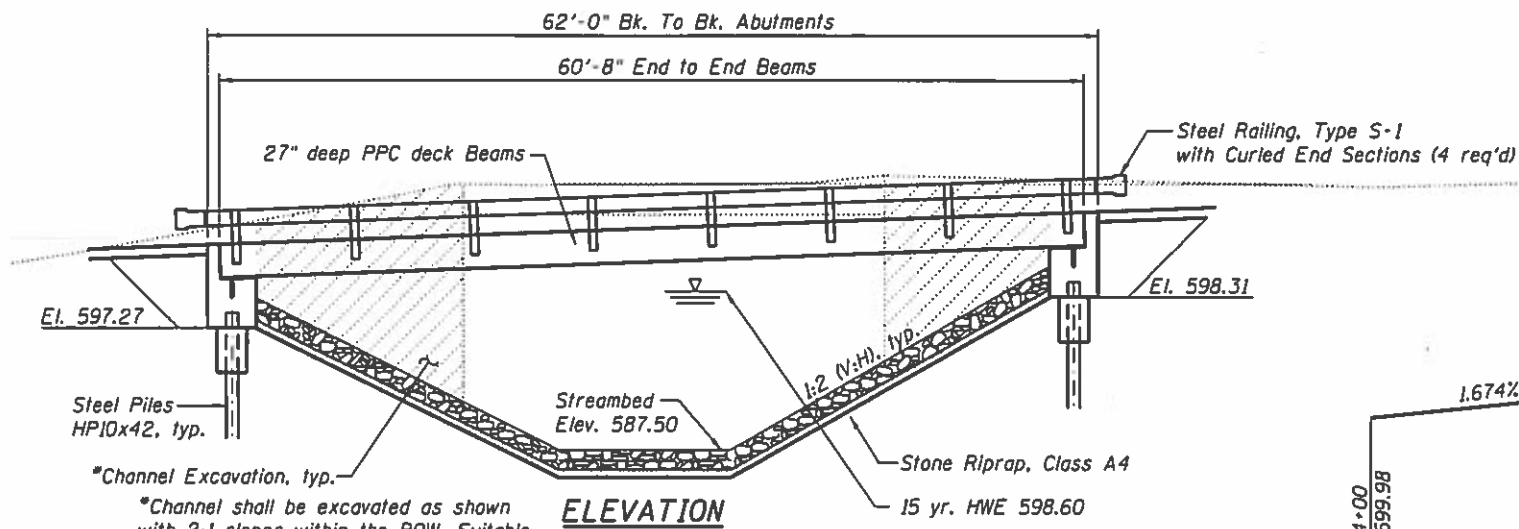 62'-0" Bk. To Bk. Abutments
60'-8" End to End Beams
Steel Railing, Type S-1
with Curled End Sections (4 req'd)
27" deep PPC deck Beams
El. 597.27
El. 598.31
1:2 (V:H), typ.
Steel Piles
HP10x42, typ.
Streambed
Elev. 587.50
1.674%
*Channel Excavation, typ.
Stone Riprap, Class A4
*Channel shall be excavated as shown
15 yr. HWE 598.60
ELEVATION
+00
599.98